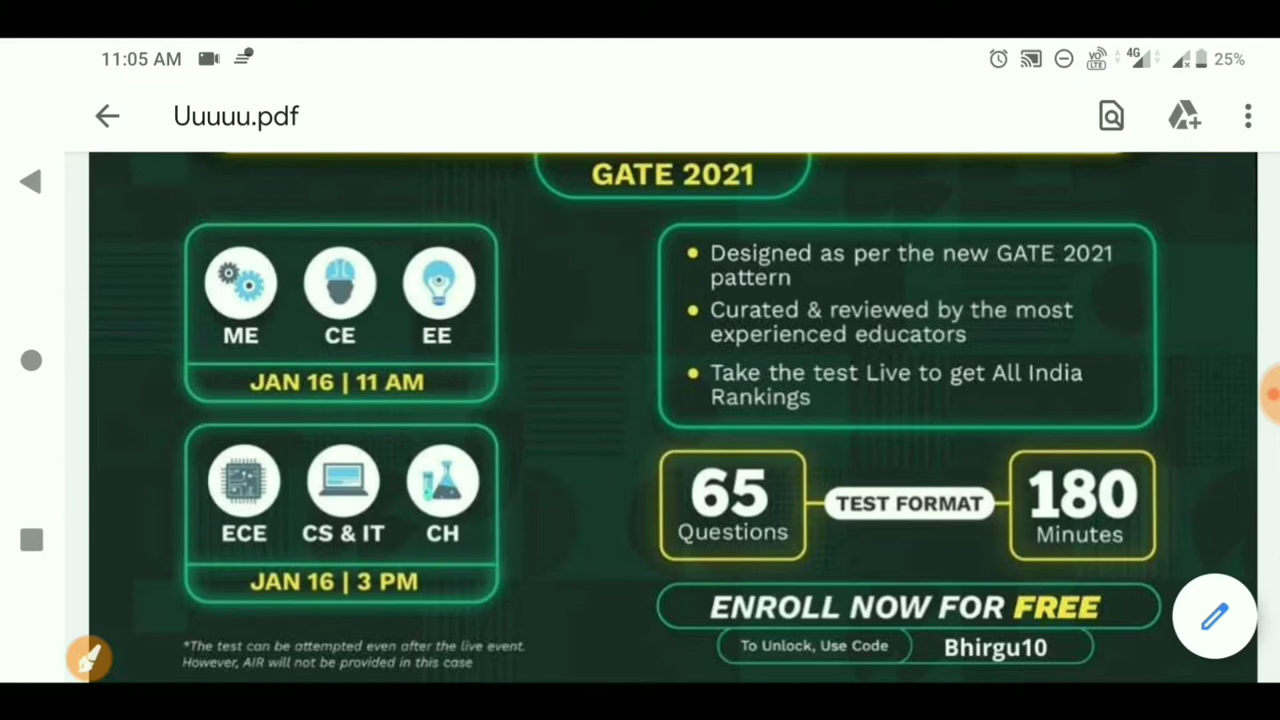 11:05 AM
VO LTE
4G
25%
Uuuuu.pdf
GATE 2021
ME CE EE
JAN 16 | 11 AM
ECE CS & IT CH
JAN 16 | 3 PM
*The test can be attempted even after the live event.
However, AIR will not be provided in this case
Designed as per the new GATE 2021
pattern
Curated & reviewed by the most
experienced educators
Take the test Live to get All India
Rankings
65
Questions
TEST FORMAT
180
Minutes
ENROLL NOW FOR FREE
To Unlock, Use Code Bhirgu10